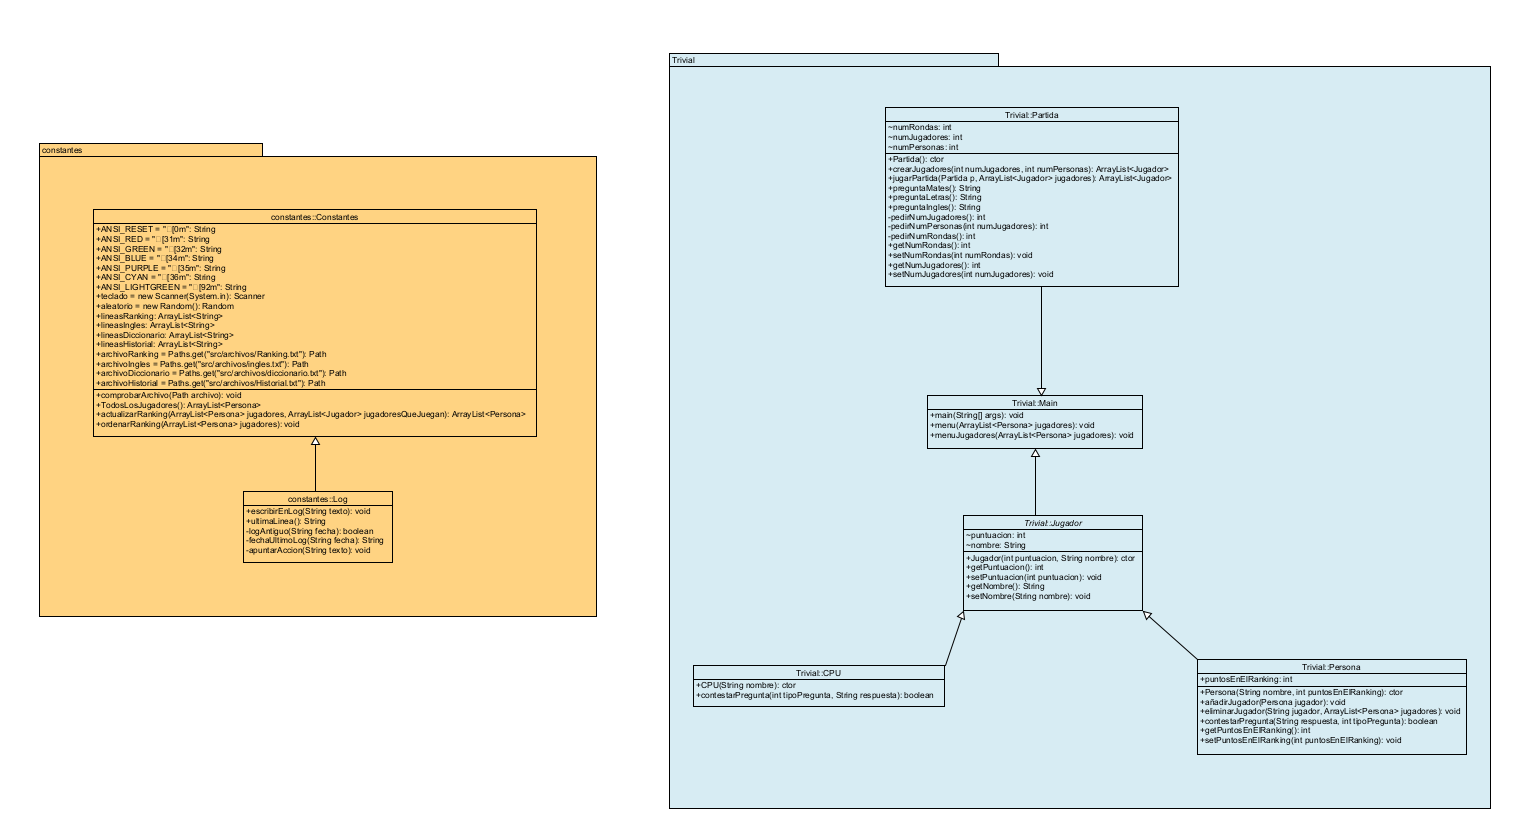 constantes
constantes::Constantes
+ANSI_RESET = "□[0m": String
+ANSI_RED = "□[31m": String
+ANSI_GREEN = "□[32m": String
+ANSI_BLUE = "□[34m": String
+ANSI_PURPLE = "□[35m": String
+ANSI_CYAN = "□[36m": String
+ANSI_LIGHTGREEN = "□[92m": String
+teclado = new Scanner(System.in): Scanner
+aleatorio = new Random(): Random
+lineasRanking: ArrayList<String>
+lineasIngles: ArrayList<String>
+lineasDiccionario: ArrayList<String>
+lineasHistorial: ArrayList<String>
+archivoRanking = Paths.get("src/archivos/Ranking.txt"): Path
+archivoIngles = Paths.get("src/archivos/ingles.txt"): Path
+archivoDiccionario = Paths.get("src/archivos/diccionario.txt"): Path
+archivoHistorial = Paths.get("src/archivos/Historial.txt"): Path
+comprobarArchivo(Path archivo): void
+TodosLosJugadores(): ArrayList<Persona>
+actualizarRanking(ArrayList<Persona> jugadores, ArrayList<Jugador> jugadoresQueJuegan): ArrayList<Persona>
+ordenarRanking(ArrayList<Persona> jugadores): void
constantes::Log
+escribirEnLog(String texto): void
+ultimaLinea(): String
-logAntiguo(String fecha): boolean
-fechaUltimoLog(String fecha): String
-apuntarAccion(String texto): void
Trivial
Trivial::Partida
~numRondas: int
~numJugadores: int
~numPersonas: int
+Partida(): ctor
+crearJugadores(int numJugadores, int numPersonas): ArrayList<Jugador>
+jugarPartida(Partida p, ArrayList<Jugador> jugadores): ArrayList<Jugador>
+preguntaMates(): String
+preguntaLetras(): String
+preguntaIngles(): String
-pedirNumJugadores(): int
-pedirNumPersonas(int numJugadores): int
-pedirNumRondas(): int
+getNumRondas(): int
+setNumRondas(int numRondas): void
+getNumJugadores(): int
+setNumJugadores(int numJugadores): void
Trivial::Main
+main(String[] args): void
+menu(ArrayList<Persona> jugadores): void
+menuJugadores(ArrayList<Persona> jugadores): void
Trivial::Jugador
~puntuacion: int
~nombre: String
+Jugador(int puntuacion, String nombre): ctor
+getPuntuacion(): int
+setPuntuacion(int puntuacion): void
+getNombre(): String
+setNombre(String nombre): void
Trivial::CPU
+CPU(String nombre): ctor
+contestarPregunta(int tipoPregunta, String respuesta): boolean
Trivial::Persona
+puntosEnElRanking: int
+Persona(String nombre, int puntosEnElRanking): ctor
+añadirJugador(Persona jugador): void
+eliminarJugador(String jugador, ArrayList<Persona> jugadores): void
+contestarPregunta(String respuesta, int tipoPregunta): boolean
+getPuntosEnElRanking(): int
+setPuntosEnElRanking(int puntosEnElRanking): void